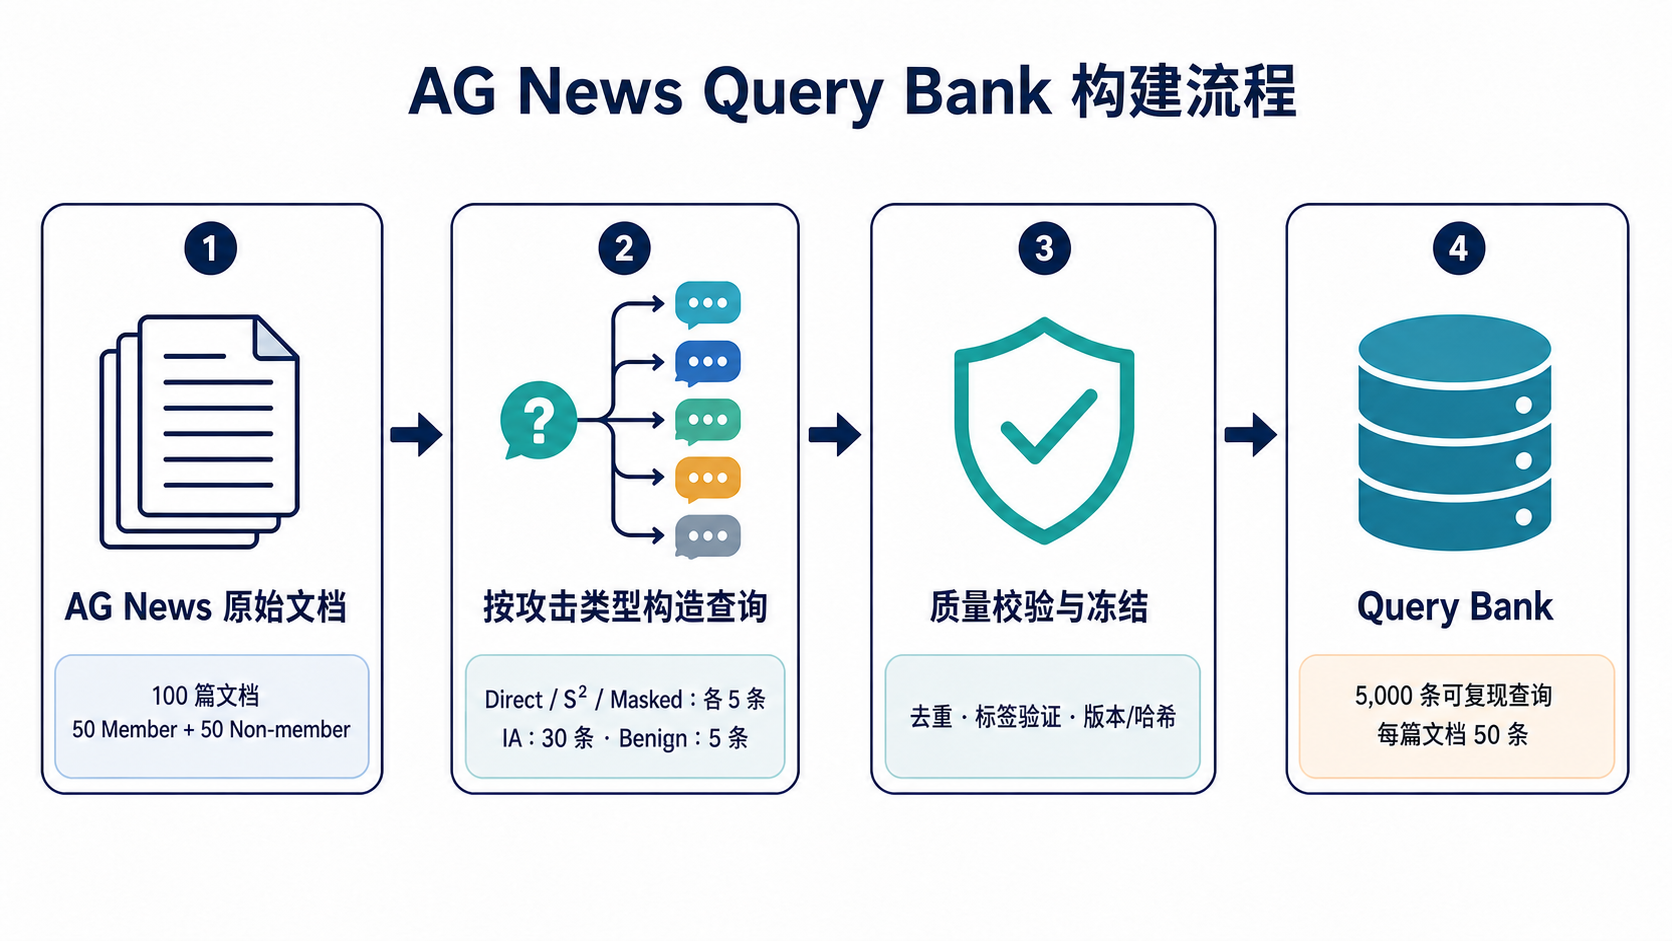 AG News Query Bank 构建流程
1
AG News 原始文档
100 篇文档
50 Member + 50 Non-member
2
?
按攻击类型构造查询
Direct / S² / Masked：各 5 条
IA：30 条 · Benign：5 条
3
质量校验与冻结
去重 · 标签验证 · 版本/哈希
4
Query Bank
5,000 条可复现查询
每篇文档 50 条